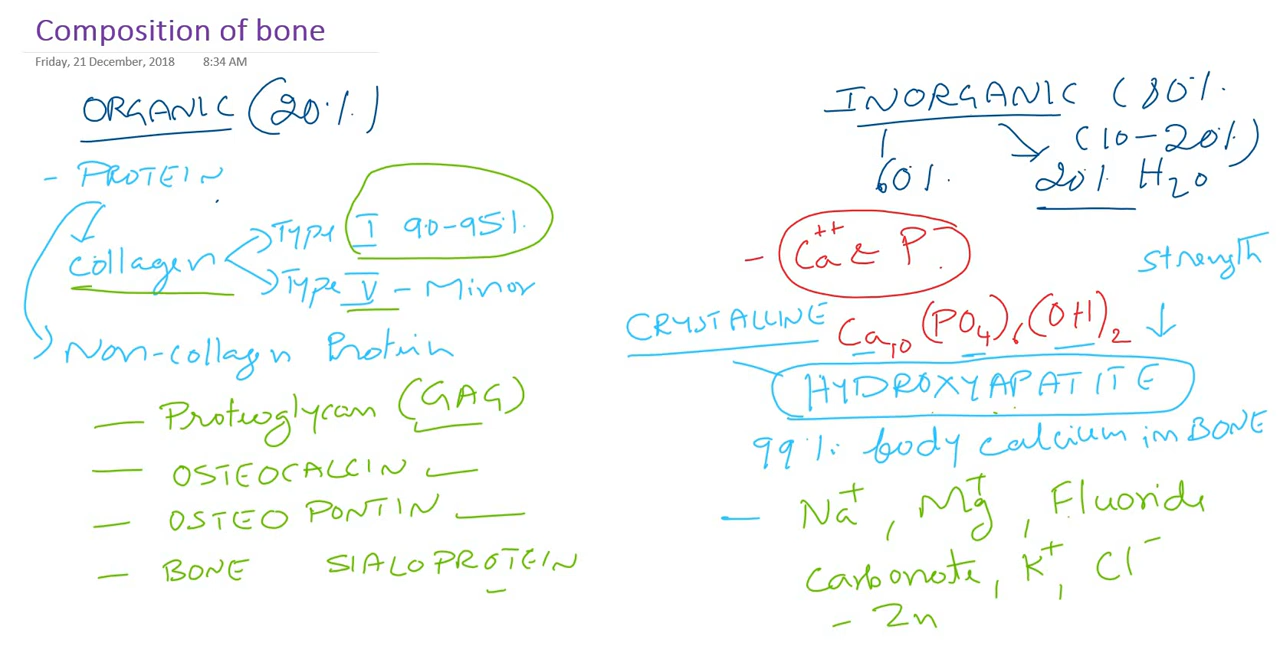 Composition of bone
Friday, 21 December, 2018 8:34 AM
ORGANIC (20%)
- PROTEIN
Collagen
Type I 90-95%
Type V - Minor
Non-collagen Protein
— Proteoglycan (GAG)
— OSTEOCALCIN —
— OSTEO PONTIN —
— BONE SIALOPROTEIN
INORGANIC (80%
(10-20%)
60% 20% H2O
- Ca++ & P
strength
CRYSTALLINE Ca10 (PO4)6 (OH)2
HYDROXYAPATITE
99% body calcium in BONE
— Na+, Mg+, Fluoride
Carbonate, K+, Cl-
- Zn